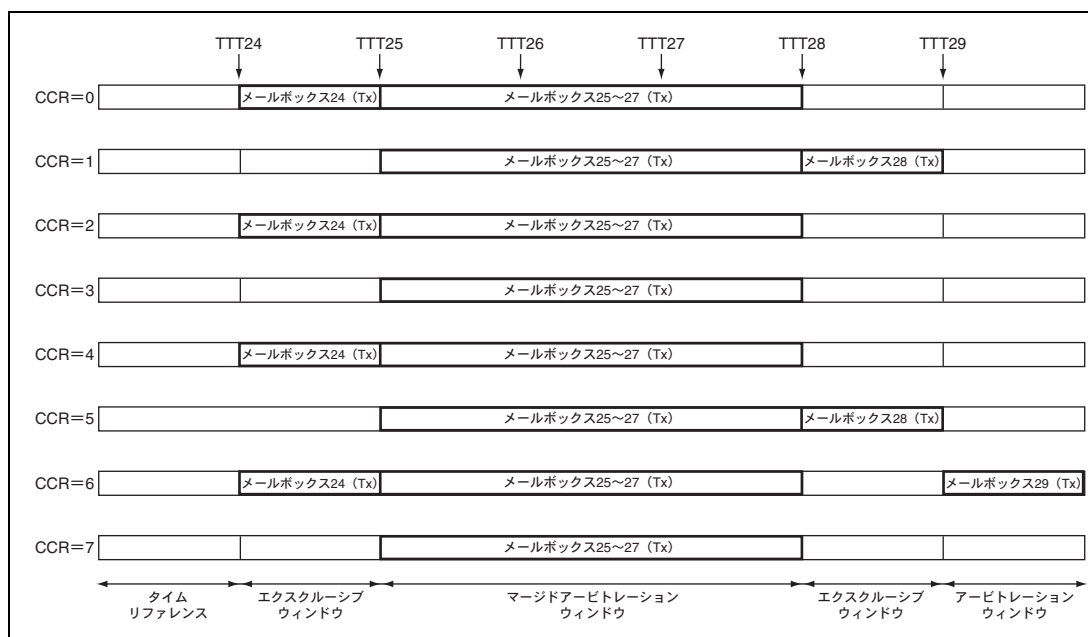 TTT24 TTT25 TTT26 TTT27 TTT28 TTT29
CCR=0 メールボックス24（Tx） メールボックス25～27（Tx）
CCR=1 メールボックス25～27（Tx） メールボックス28（Tx）
CCR=2 メールボックス24（Tx） メールボックス25～27（Tx）
CCR=3 メールボックス25～27（Tx）
CCR=4 メールボックス24（Tx） メールボックス25～27（Tx）
CCR=5 メールボックス25～27（Tx） メールボックス28（Tx）
CCR=6 メールボックス24（Tx） メールボックス25～27（Tx） メールボックス29（Tx）
CCR=7 メールボックス25～27（Tx）
タイム エクスクルーシブ マージドアービトレーション エクスクルーシブ アービトレーション
リファレンス ウィンドウ ウィンドウ ウィンドウ ウィンドウ